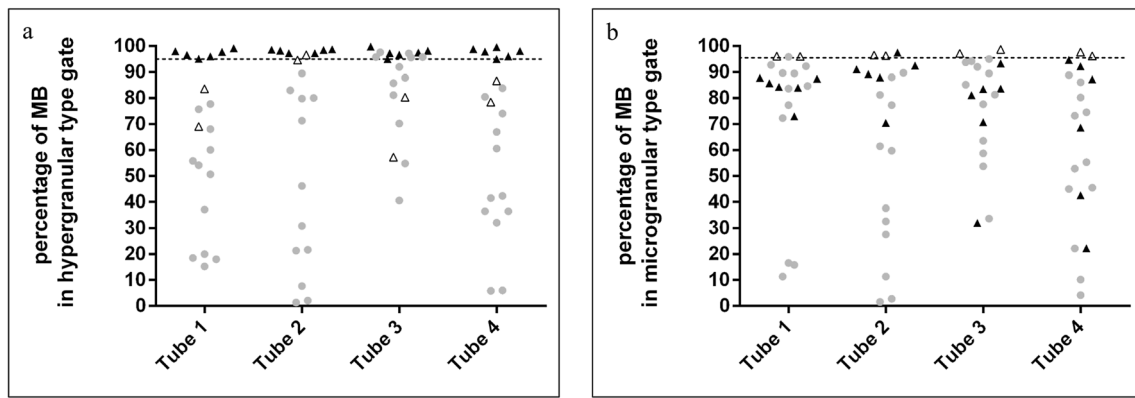 a
percentage of MB
in hypergranular type gate
100
90
80
70
60
50
40
30
20
10
0
Tube 1
Tube 2
Tube 3
Tube 4
b
percentage of MB
in microgranular type gate
100
90
80
70
60
50
40
30
20
10
0
Tube 1
Tube 2
Tube 3
Tube 4